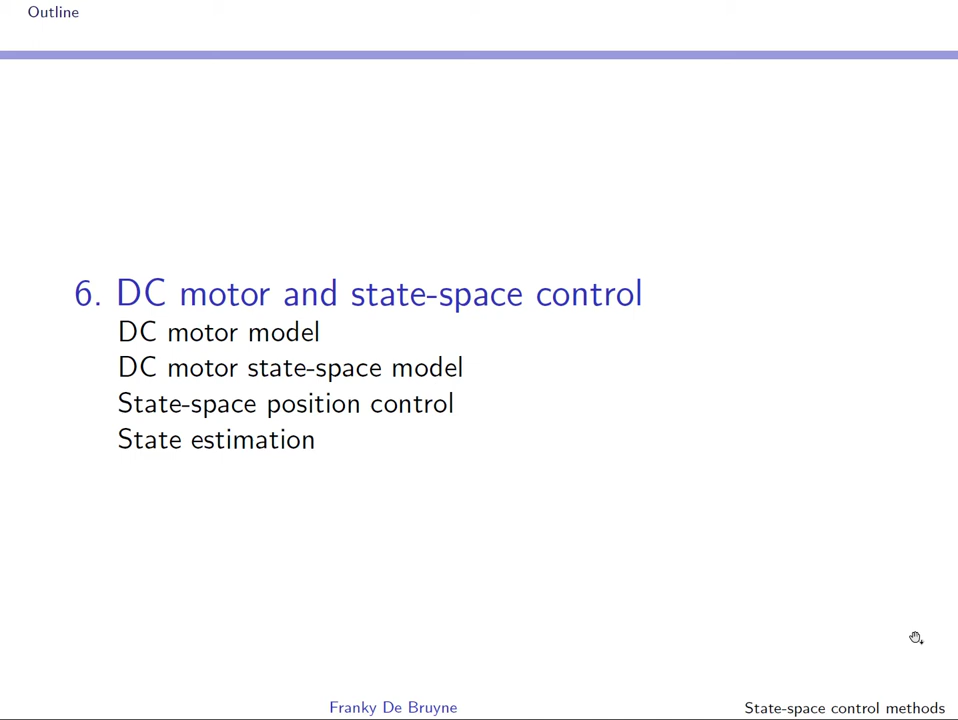 Outline
6. DC motor and state-space control
DC motor model
DC motor state-space model
State-space position control
State estimation
Franky De Bruyne
State-space control methods